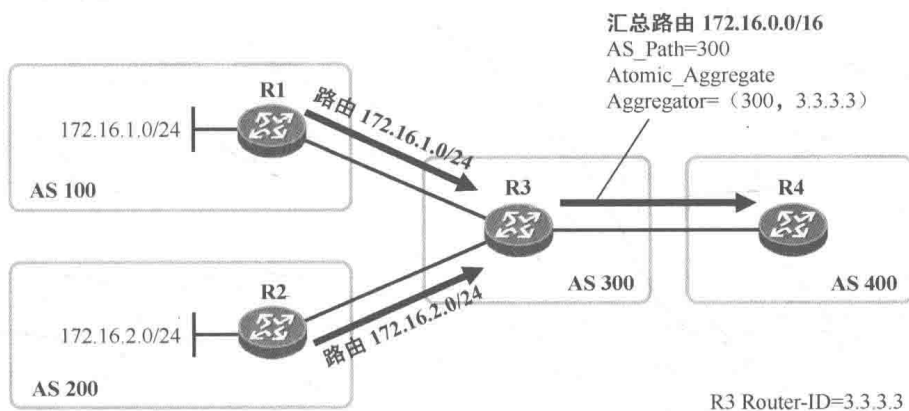 汇总路由 172.16.0.0/16
AS_Path=300
Atomic_Aggregate
Aggregator=（300，3.3.3.3）
R1
172.16.1.0/24
AS 100
路由 172.16.1.0/24
R3
R4
AS 300
AS 400
R2
172.16.2.0/24
AS 200
路由 172.16.2.0/24
R3 Router-ID=3.3.3.3